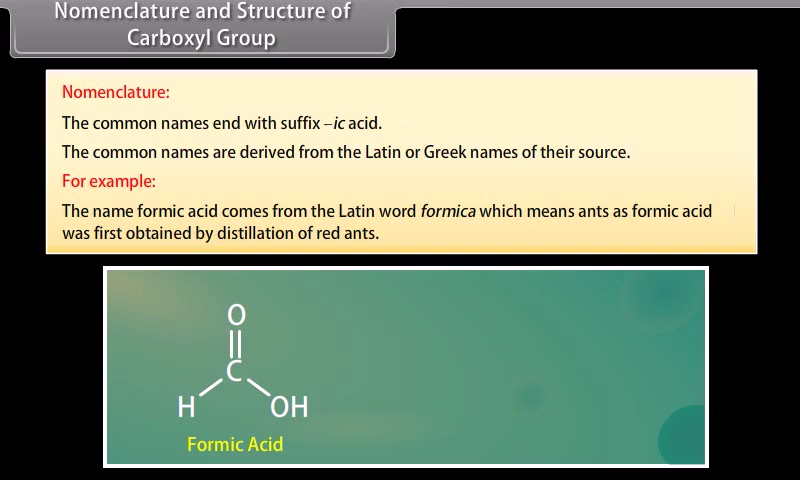 Nomenclature and Structure of
Carboxyl Group
Nomenclature:
The common names end with suffix –ic acid.
The common names are derived from the Latin or Greek names of their source.
For example:
The name formic acid comes from the Latin word formica which means ants as formic acid
was first obtained by distillation of red ants.
O
C
H OH
Formic Acid